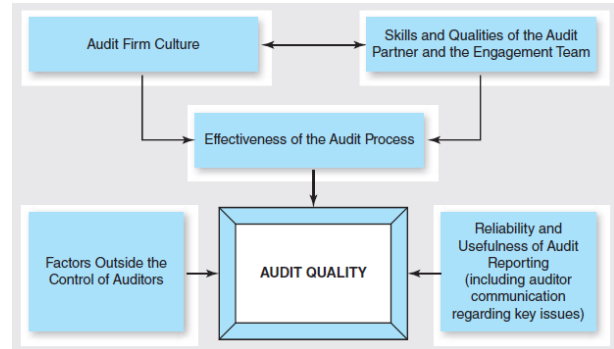 Audit Firm Culture
Skills and Qualities of the Audit
Partner and the Engagement Team
Effectiveness of the Audit Process
Factors Outside the
Control of Auditors
AUDIT QUALITY
Reliability and
Usefulness of Audit
Reporting
(including auditor
communication
regarding key issues)